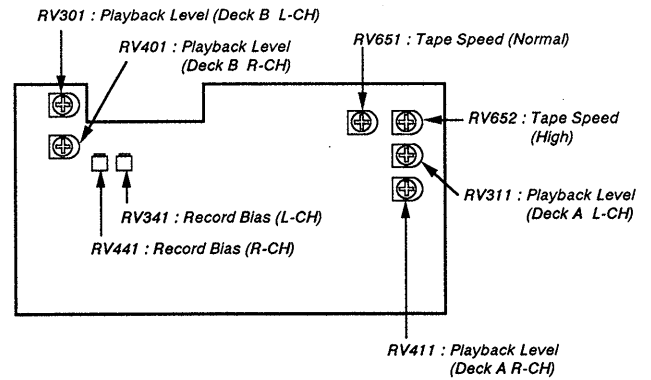 RV301 : Playback Level (Deck B L-CH)
RV401 : Playback Level
(Deck B R-CH)
RV651 : Tape Speed (Normal)
RV652 : Tape Speed
(High)
RV311 : Playback Level
(Deck A L-CH)
RV341 : Record Bias (L-CH)
RV441 : Record Bias (R-CH)
RV411 : Playback Level
(Deck A R-CH)